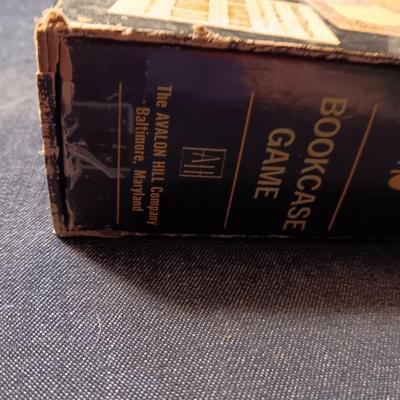 BOOKCASE
GAME
AH
The AVALON HILL Company
Baltimore, Maryland